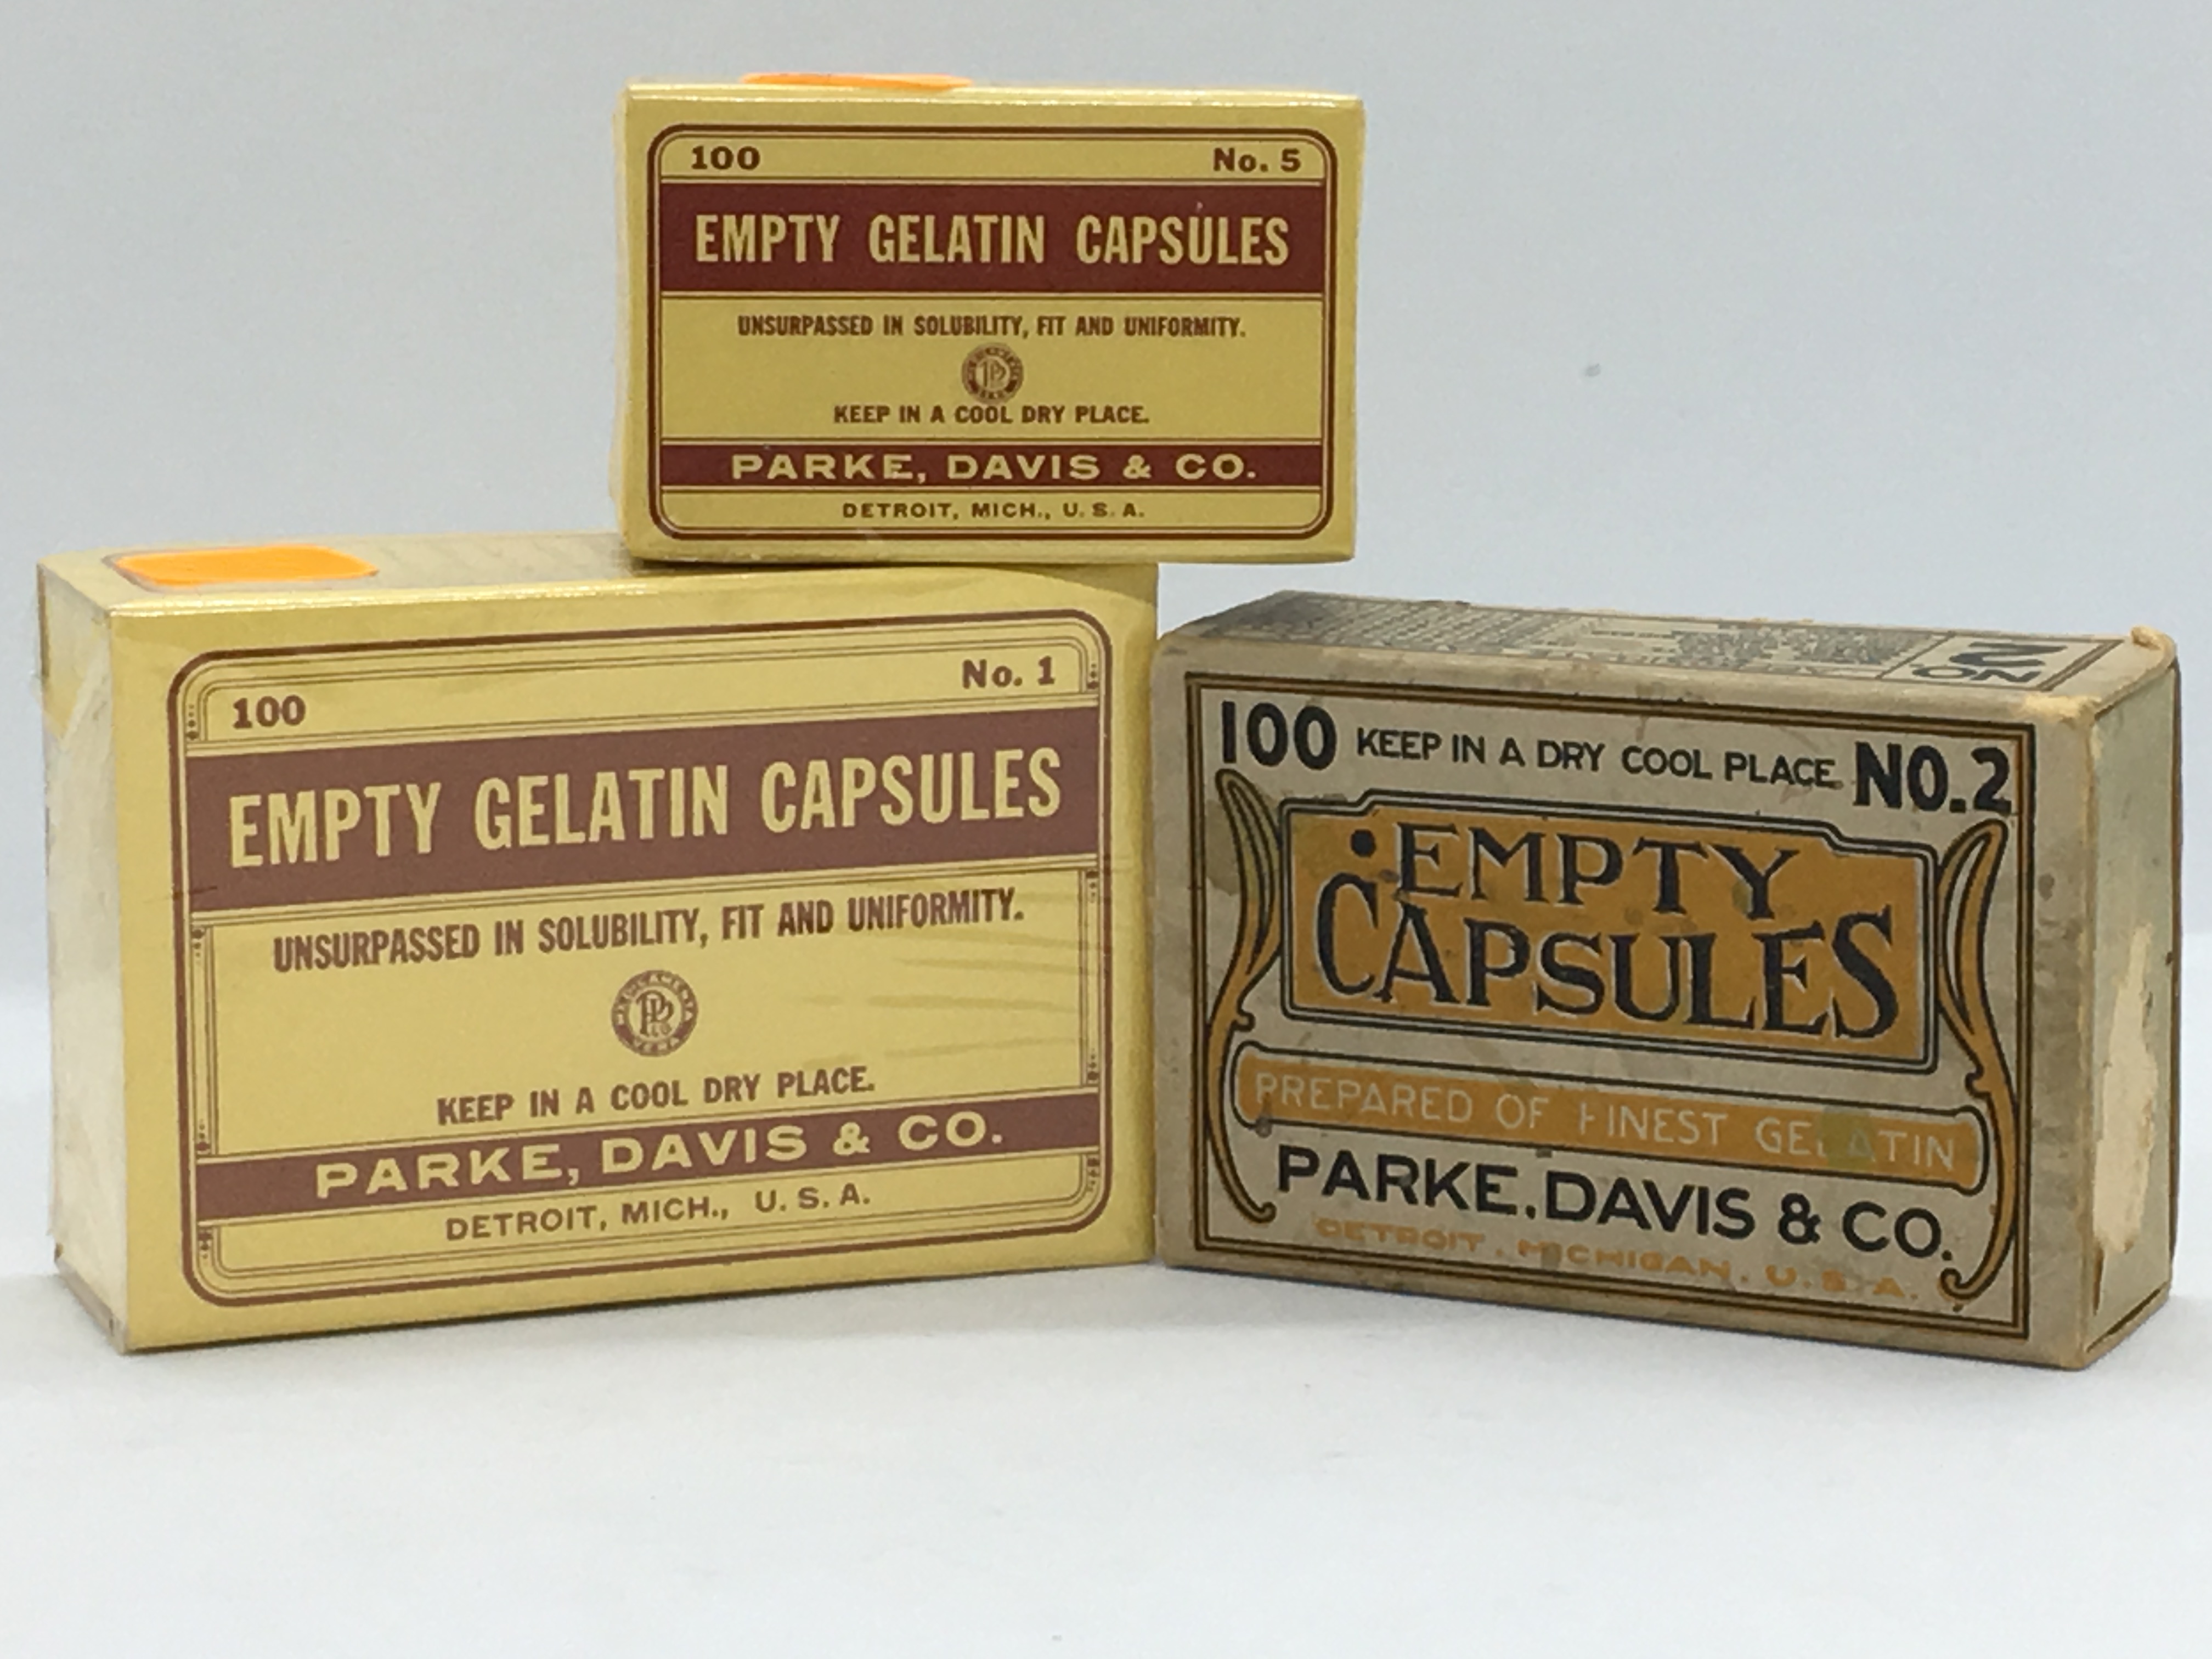 100 No. 5
EMPTY GELATIN CAPSULES
UNSURPASSED IN SOLUBILITY, FIT AND UNIFORMITY.
KEEP IN A COOL DRY PLACE.
PARKE, DAVIS & CO.
DETROIT, MICH., U. S. A.
100 No. 1
EMPTY GELATIN CAPSULES
UNSURPASSED IN SOLUBILITY, FIT AND UNIFORMITY.
KEEP IN A COOL DRY PLACE.
PARKE, DAVIS & CO.
DETROIT, MICH., U. S. A.
NO 2
100 KEEP IN A DRY COOL PLACE NO.2
EMPTY
CAPSULES
PREPARED OF FINEST GELATIN
PARKE, DAVIS & CO.
DETROIT, MICHIGAN, U.S.A.